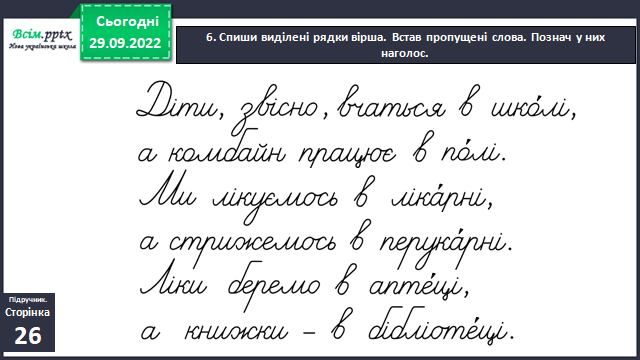 Всім.pptx
Нова українська школа
Сьогодні
29.09.2022
6. Спиши виділені рядки вірша. Встав пропущені слова. Познач у них
наголос.
Діти, звісно, вчаться в шко́лі,
а комбайн працює в по́лі.
Ми лікуємось в ліка́рні,
а стрижемось в перука́рні.
Ліки беремо в апте́ці,
а книжки – в бібліоте́ці.
Підручник.
Сторінка
26